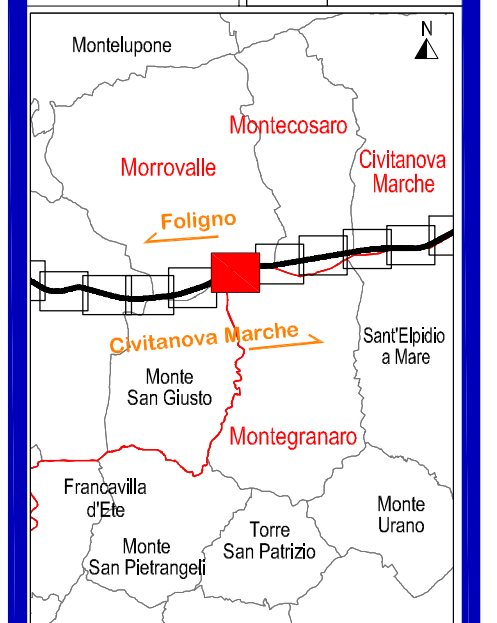 Montelupone
N
Montecosaro
Morrovalle
Civitanova
Marche
Foligno
Civitanova Marche
Sant'Elpidio
a Mare
Monte
San Giusto
Montegranaro
Francavilla
d'Ete
Monte
Urano
Torre
San Patrizio
Monte
San Pietrangeli